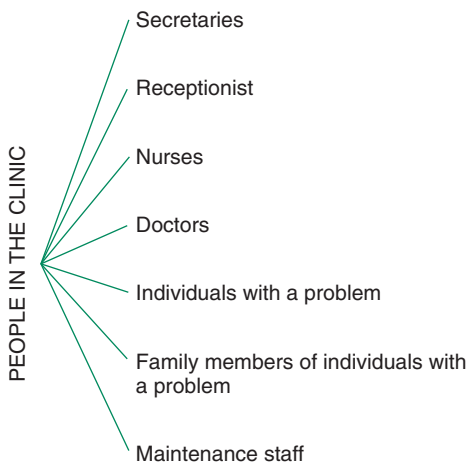 PEOPLE IN THE CLINIC
Secretaries
Receptionist
Nurses
Doctors
Individuals with a problem
Family members of individuals with
a problem
Maintenance staff